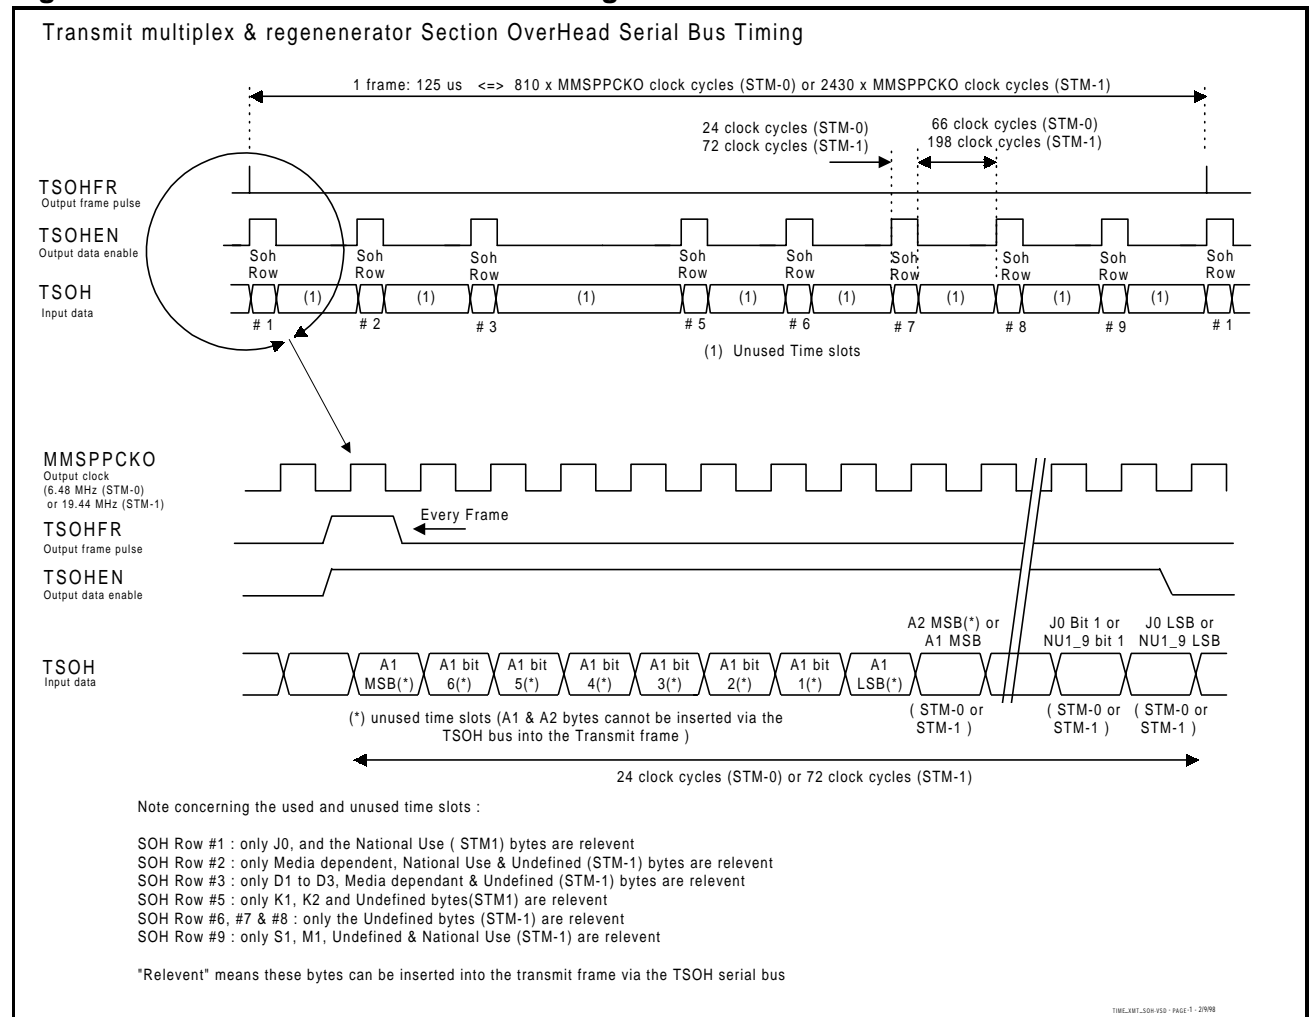 Transmit multiplex & regenenerator Section OverHead Serial Bus Timing
1 frame: 125 us <=> 810 x MMSPPCKO clock cycles (STM-0) or 2430 x MMSPPCKO clock cycles (STM-1)
24 clock cycles (STM-0)
72 clock cycles (STM-1)
66 clock cycles (STM-0)
198 clock cycles (STM-1)
TSOHFR
Output frame pulse
TSOHEN
Output data enable
Soh Row Soh Row Soh Row Soh Row Soh Row Soh Row Soh Row Soh Row Soh Row
TSOH
Input data
(1) (1) (1) (1) (1) (1) (1) (1)
# 1 # 2 # 3 # 5 # 6 # 7 # 8 # 9 # 1
(1) Unused Time slots
MMSPPCKO
Output clock
(6.48 MHz (STM-0)
or 19.44 MHz (STM-1)
TSOHFR
Output frame pulse
Every Frame
TSOHEN
Output data enable
TSOH
Input data
A1 MSB(*)
A1 bit 6(*)
A1 bit 5(*)
A1 bit 4(*)
A1 bit 3(*)
A1 bit 2(*)
A1 bit 1(*)
A1 LSB(*)
A2 MSB(*) or
A1 MSB
( STM-0 or
STM-1 )
J0 Bit 1 or
NU1_9 bit 1
( STM-0 or
STM-1 )
J0 LSB or
NU1_9 LSB
( STM-0 or
STM-1 )
(*) unused time slots (A1 & A2 bytes cannot be inserted via the
TSOH bus into the Transmit frame )
24 clock cycles (STM-0) or 72 clock cycles (STM-1)
Note concerning the used and unused time slots :
SOH Row #1 : only J0, and the National Use ( STM1) bytes are relevent
SOH Row #2 : only Media dependent, National Use & Undefined (STM-1) bytes are relevent
SOH Row #3 : only D1 to D3, Media dependant & Undefined (STM-1) bytes are relevent
SOH Row #5 : only K1, K2 and Undefined bytes(STM1) are relevent
SOH Row #6, #7 & #8 : only the Undefined bytes (STM-1) are relevent
SOH Row #9 : only S1, M1, Undefined & National Use (STM-1) are relevent
"Relevent" means these bytes can be inserted into the transmit frame via the TSOH serial bus
TIME_XMT_SOH-VSD - PAGE-1 - 2/9/98